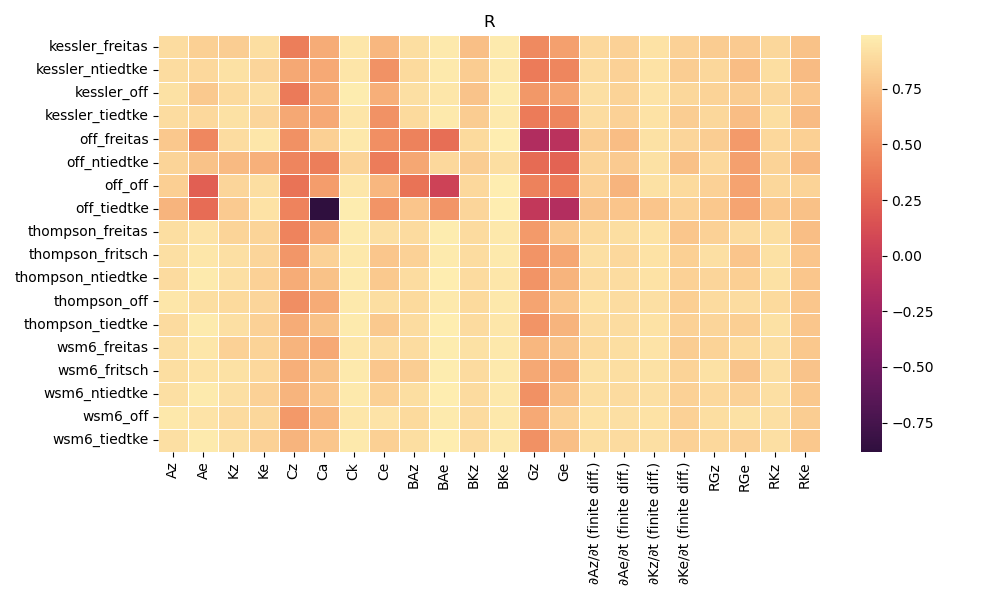 R
kessler_freitas
kessler_ntiedtke
kessler_off
kessler_tiedtke
off_freitas
off_ntiedtke
off_off
off_tiedtke
thompson_freitas
thompson_fritsch
thompson_ntiedtke
thompson_off
thompson_tiedtke
wsm6_freitas
wsm6_fritsch
wsm6_ntiedtke
wsm6_off
wsm6_tiedtke
Az
Ae
Kz
Ke
Cz
Ca
Ck
Ce
BAz
BAe
BKz
BKe
Gz
Ge
∂Az/∂t (finite diff.)
∂Ae/∂t (finite diff.)
∂Kz/∂t (finite diff.)
∂Ke/∂t (finite diff.)
RGz
RGe
RKz
RKe
0.75
0.50
0.25
0.00
−0.25
−0.50
−0.75